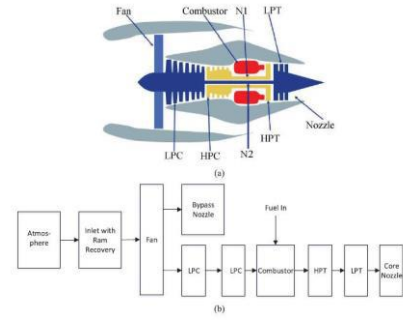 Fan
Combustor
N1
LPT
LPC
HPC
N2
HPT
Nozzle
(a)
Atmos-
phere
Inlet with
Ram
Recovery
Fan
Bypass
Nozzle
Fuel In
LPC
LPC
Combustor
HPT
LPT
Core
Nozzle
(b)